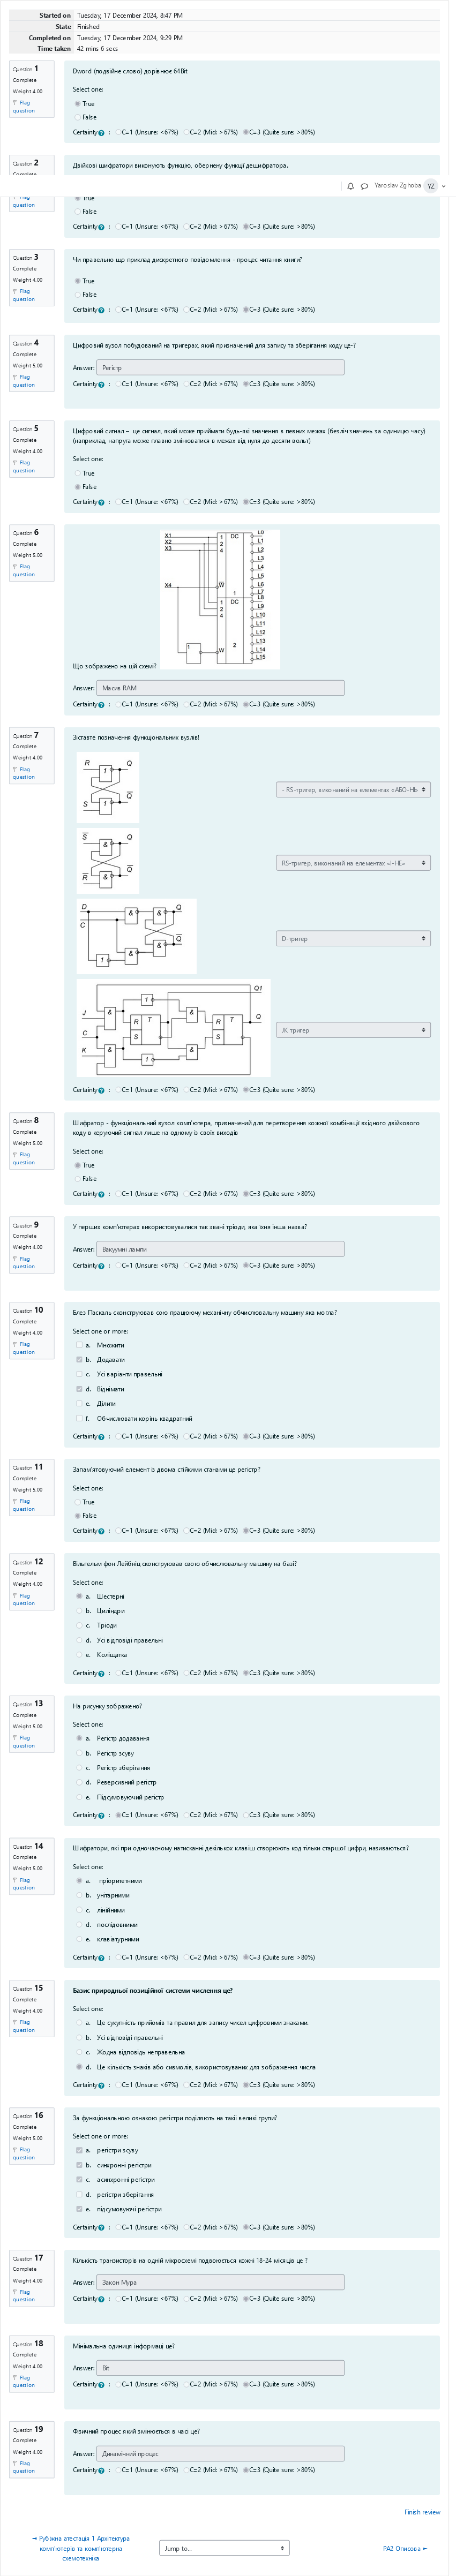 Started on Tuesday, 17 December 2024, 8:47 PM
State Finished
Completed on Tuesday, 17 December 2024, 9:29 PM
Time taken 42 mins 6 secs
Question 1
Complete
Weight 4.00
Flag question
Dword (подвійне слово) дорівнює 64Bit
Select one:
True
False
Certainty : C=1 (Unsure: <67%) C=2 (Mid: >67%) C=3 (Quite sure: >80%)
Question 2
Complete
Двійкові шифратори виконують функцію, обернену функції дешифратора.
Yaroslav Zghoba YZ
question
True
False
Certainty : C=1 (Unsure: <67%) C=2 (Mid: >67%) C=3 (Quite sure: >80%)
Question 3
Complete
Weight 4.00
Flag question
Чи правельно що приклад дискретного повідомлення - процес читання книги?
True
False
Certainty : C=1 (Unsure: <67%) C=2 (Mid: >67%) C=3 (Quite sure: >80%)
Question 4
Complete
Weight 5.00
Flag question
Цифровий вузол побудований на тригерах, який призначений для запису та зберігання коду це-?
Answer: Регістр
Certainty : C=1 (Unsure: <67%) C=2 (Mid: >67%) C=3 (Quite sure: >80%)
Question 5
Complete
Weight 4.00
Flag question
Цифровий сигнал – це сигнал, який може приймати будь-які значення в певних межах (безліч значень за одиницю часу)
(наприклад, напруга може плавно змінюватися в межах від нуля до десяти вольт)
Select one:
True
False
Certainty : C=1 (Unsure: <67%) C=2 (Mid: >67%) C=3 (Quite sure: >80%)
Question 6
Complete
Weight 5.00
Flag question
X1
X2
X3
X4
1
2
4
W
DC
1
1
2
4
W
DC
2
1
L0
L1
L2
L3
L4
L5
L6
L7
L8
L9
L10
L11
L12
L13
L14
L15
Що зображено на цій схемі?
Answer: Масив RAM
Certainty : C=1 (Unsure: <67%) C=2 (Mid: >67%) C=3 (Quite sure: >80%)
Question 7
Complete
Weight 4.00
Flag question
Зіставте позначення функціональних вузлів!
R 1 Q
S 1 Q
- RS-тригер, виконаний на елементах «АБО-НІ»
S & Q
R & Q
RS-тригер, виконаний на елементах «І-НЕ»
D & & Q
C
& & Q
1
D-тригер
Q1
1
J & R T & R T Q
C S S
K & 1 &
JK тригер
Certainty : C=1 (Unsure: <67%) C=2 (Mid: >67%) C=3 (Quite sure: >80%)
Question 8
Complete
Weight 5.00
Flag question
Шифратор - функціональний вузол комп'ютера, призначений для перетворення кожної комбінації вхідного двійкового
коду в керуючий сигнал лише на одному із своїх виходів
Select one:
True
False
Certainty : C=1 (Unsure: <67%) C=2 (Mid: >67%) C=3 (Quite sure: >80%)
Question 9
Complete
Weight 4.00
Flag question
У перших комп'ютерах використовувалися так звані тріоди, яка їхня інша назва?
Answer: Вакуумні лампи
Certainty : C=1 (Unsure: <67%) C=2 (Mid: >67%) C=3 (Quite sure: >80%)
Question 10
Complete
Weight 4.00
Flag question
Блез Паскаль сконструював сою працюючу механічну обчислювальну машину яка могла?
Select one or more:
a. Множити
b. Додавати
c. Усі варіанти правельні
d. Віднімати
e. Ділити
f. Обчислювати корінь квадратний
Certainty : C=1 (Unsure: <67%) C=2 (Mid: >67%) C=3 (Quite sure: >80%)
Question 11
Complete
Weight 5.00
Flag question
Запам'ятовуючий елемент із двома стійкими станами це регістр?
Select one:
True
False
Certainty : C=1 (Unsure: <67%) C=2 (Mid: >67%) C=3 (Quite sure: >80%)
Question 12
Complete
Weight 4.00
Flag question
Вільгельм фон Лейбніц сконструював свою обчислювальну машину на базі?
Select one:
a. Шестерні
b. Циліндри
c. Тріоди
d. Усі відповіді правельні
e. Коліщатка
Certainty : C=1 (Unsure: <67%) C=2 (Mid: >67%) C=3 (Quite sure: >80%)
Question 13
Complete
Weight 5.00
Flag question
На рисунку зображено?
Select one:
a. Регістр додавання
b. Регістр зсуву
c. Регістр зберігання
d. Реверсивний регістр
e. Підсумовуючий регістр
Certainty : C=1 (Unsure: <67%) C=2 (Mid: >67%) C=3 (Quite sure: >80%)
Question 14
Complete
Weight 5.00
Flag question
Шифратори, які при одночасному натисканні декількох клавіш створюють код тільки старшої цифри, називаються?
Select one:
a. пріоритетними
b. унітарними
c. лінійними
d. послідовними
e. клавіатурними
Certainty : C=1 (Unsure: <67%) C=2 (Mid: >67%) C=3 (Quite sure: >80%)
Question 15
Complete
Weight 4.00
Flag question
Базис природньої позиційної системи числення це?
Select one:
a. Це сукупність прийомів та правил для запису чисел цифровими знаками.
b. Усі відповіді правельні
c. Жодна відповідь неправельна
d. Це кількість знаків або сивмолів, використовуваних для зображення числа
Certainty : C=1 (Unsure: <67%) C=2 (Mid: >67%) C=3 (Quite sure: >80%)
Question 16
Complete
Weight 5.00
Flag question
За функціональною ознакою регістри поділяють на такіі великі групи?
Select one or more:
a. регістри зсуву
b. синхронні регістри
c. асинхронні регістри
d. регістри зберігання
e. підсумовуючі регістри
Certainty : C=1 (Unsure: <67%) C=2 (Mid: >67%) C=3 (Quite sure: >80%)
Question 17
Complete
Weight 4.00
Flag question
Кількість транзисторів на одній мікросхемі подвоюється кожні 18-24 місяців це ?
Answer: Закон Мура
Certainty : C=1 (Unsure: <67%) C=2 (Mid: >67%) C=3 (Quite sure: >80%)
Question 18
Complete
Weight 4.00
Flag question
Мінімальна одиниця інформації це?
Answer: Bit
Certainty : C=1 (Unsure: <67%) C=2 (Mid: >67%) C=3 (Quite sure: >80%)
Question 19
Complete
Weight 4.00
Flag question
Фізичний процес який змінюється в часі це?
Answer: Динамічний процес
Certainty : C=1 (Unsure: <67%) C=2 (Mid: >67%) C=3 (Quite sure: >80%)
Finish review
Рубіжна атестація 1 Архітектура
комп'ютерів та комп'ютерна
схемотехніка
Jump to...
РА2 Описова